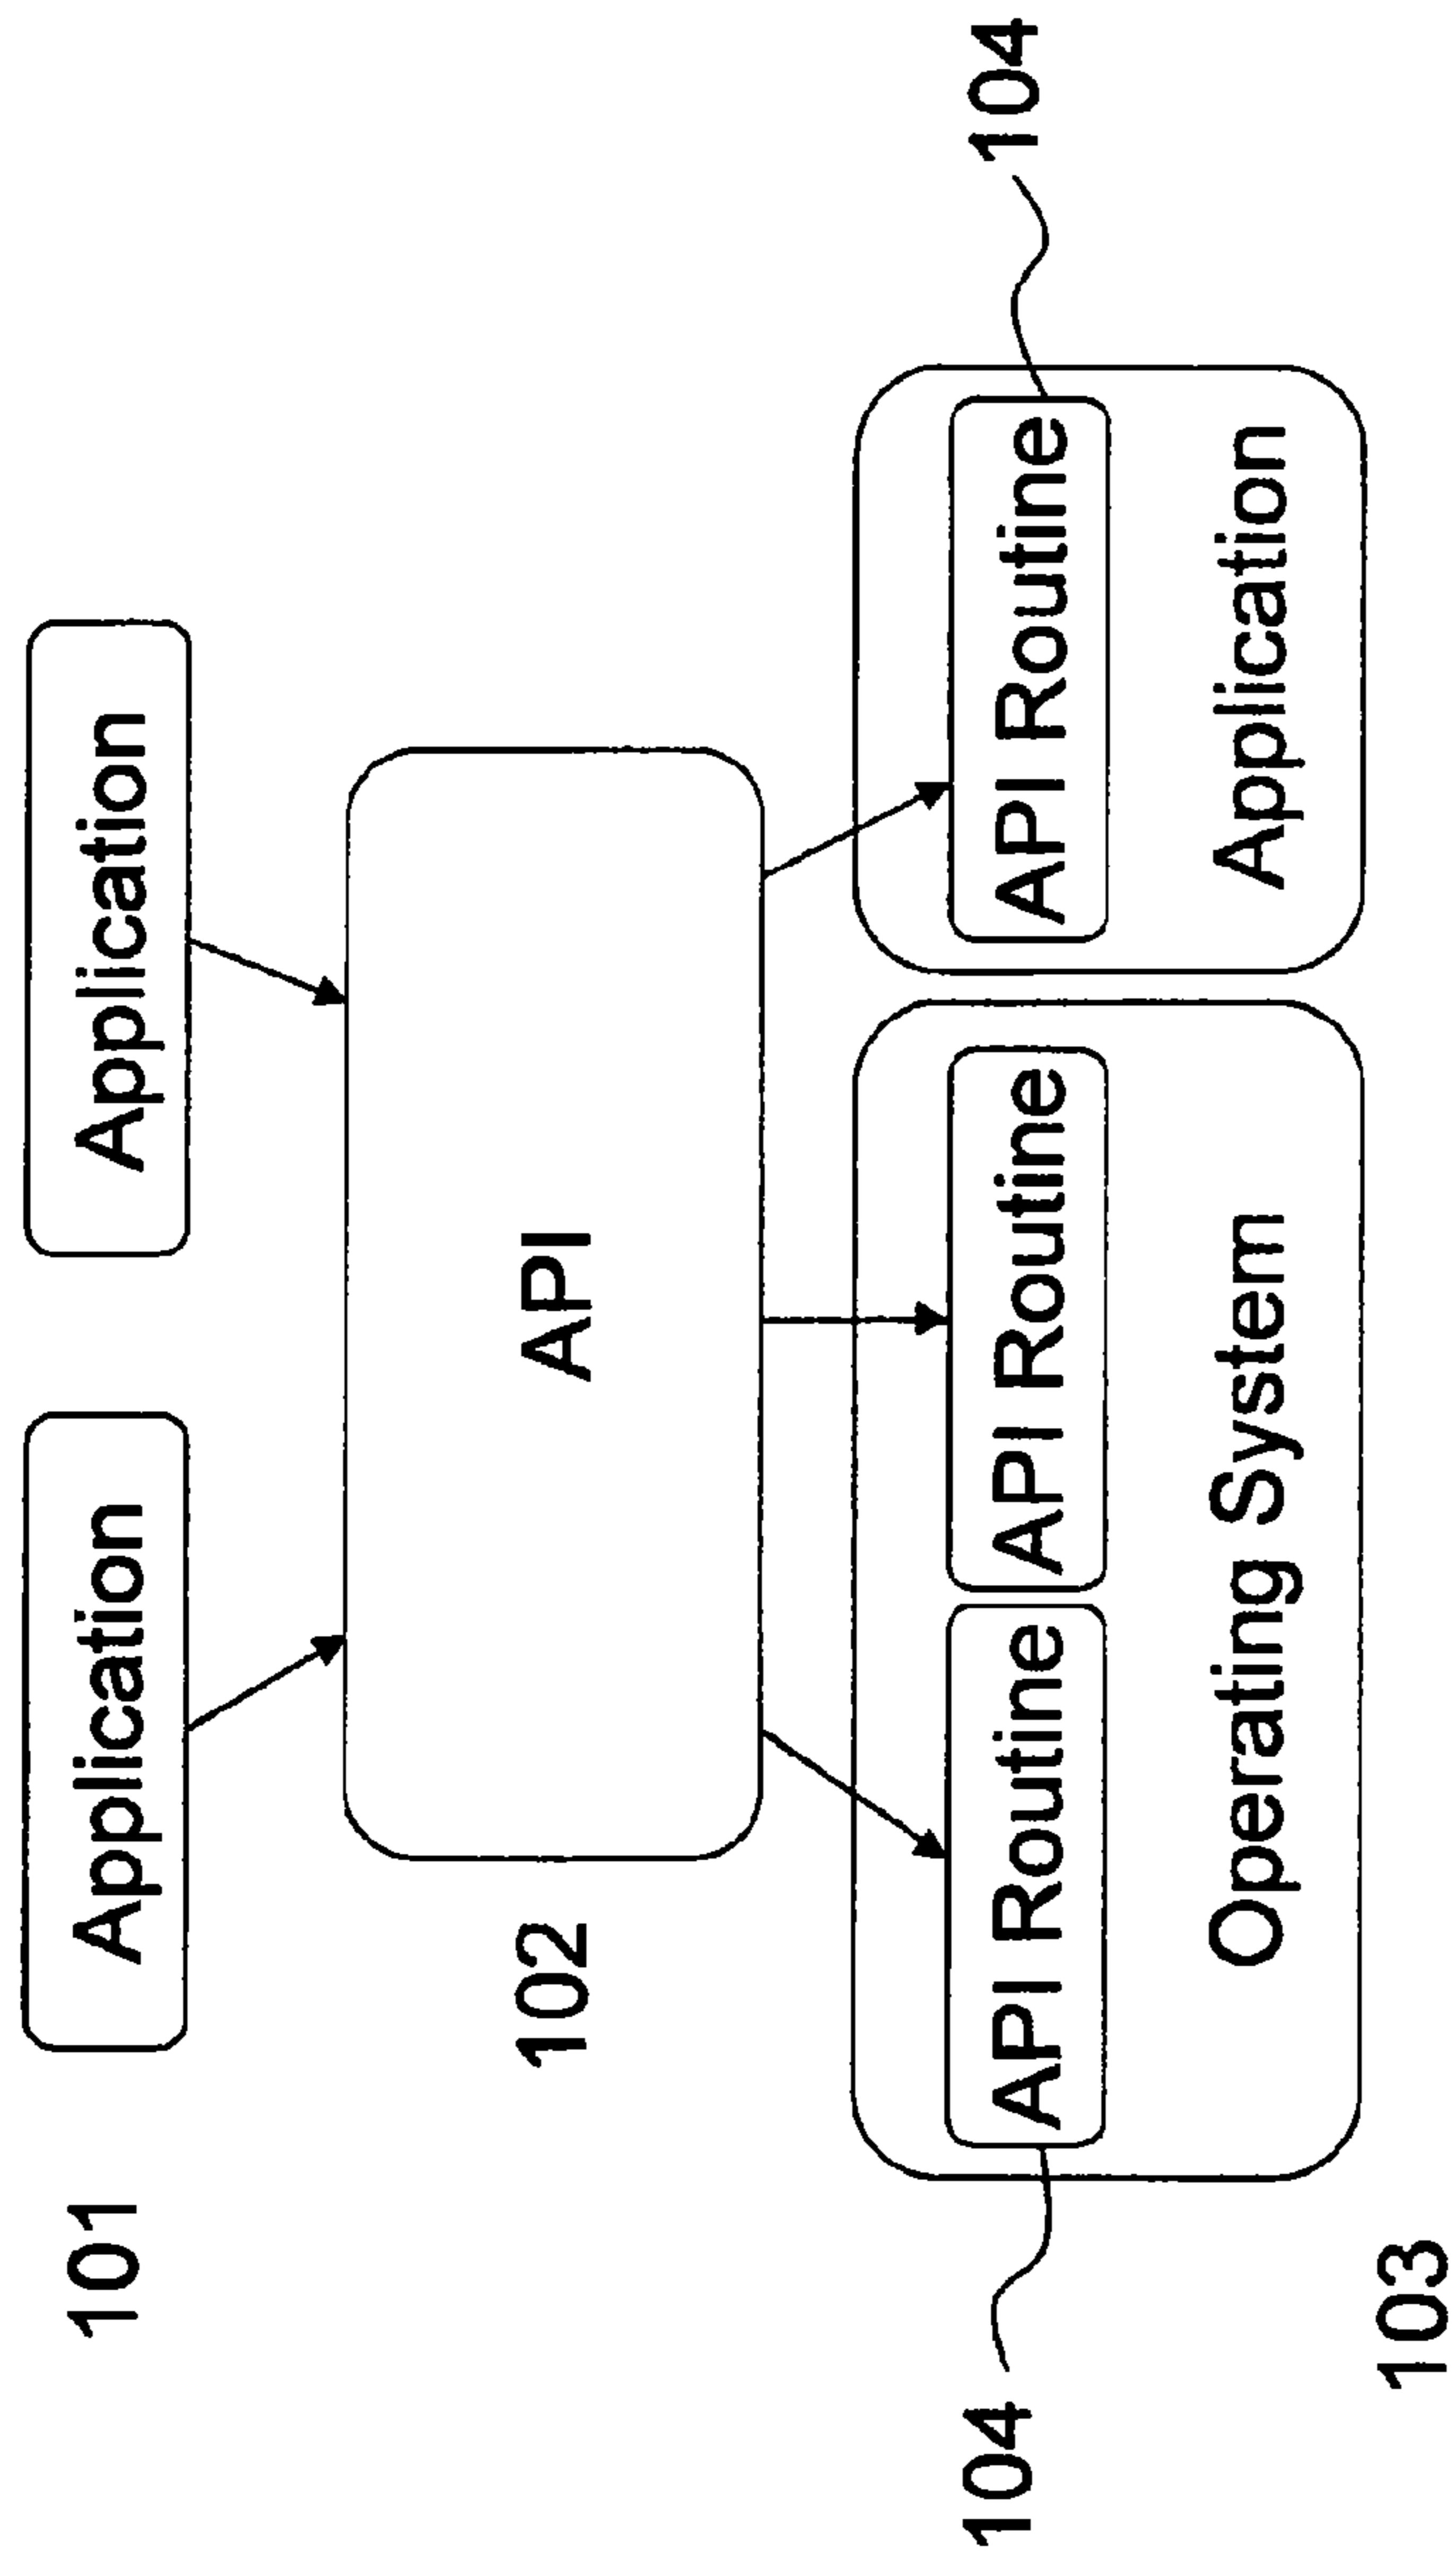 101
Application
Application
102
API
104
API Routine
API Routine
API Routine
104
Operating System
Application
103